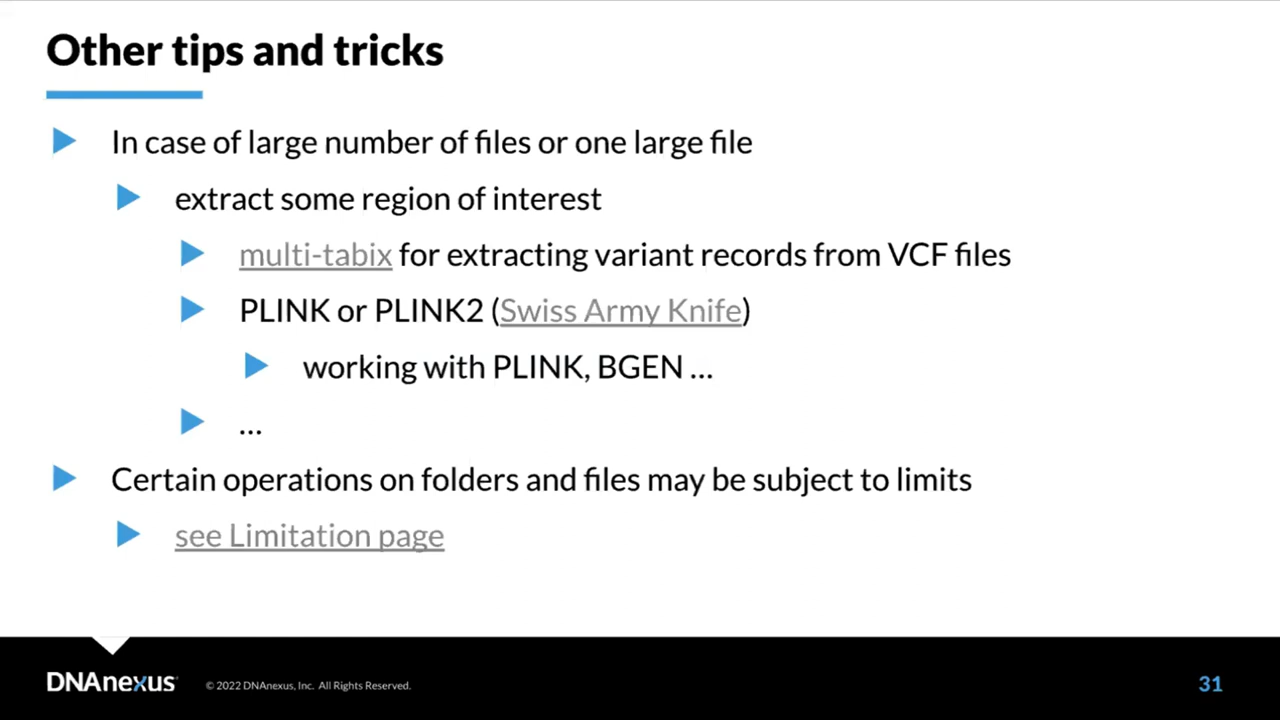 Other tips and tricks
In case of large number of files or one large file
extract some region of interest
multi-tabix for extracting variant records from VCF files
PLINK or PLINK2 (Swiss Army Knife)
working with PLINK, BGEN ...
...
Certain operations on folders and files may be subject to limits
see Limitation page
DNAnexus
© 2022 DNAnexus, Inc. All Rights Reserved.
31